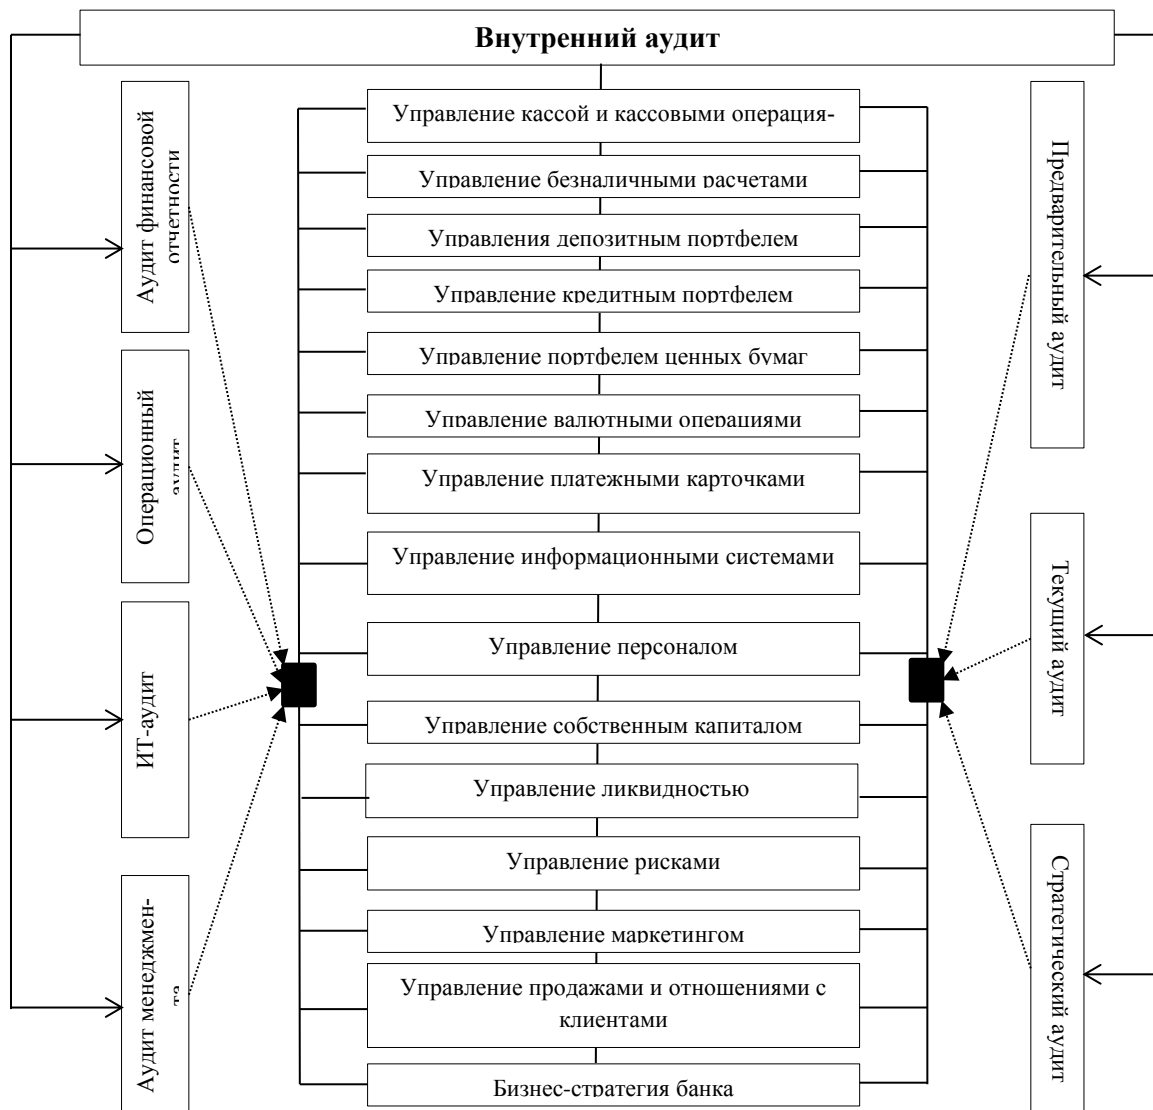 Внутренний аудит
Аудит финансовой
отчетности
Операционный
аудит
ИТ-аудит
Аудит менеджмен-
та
Управление кассой и кассовыми операция-
Управление безналичными расчетами
Управления депозитным портфелем
Управление кредитным портфелем
Управление портфелем ценных бумаг
Управление валютными операциями
Управление платежными карточками
Управление информационными системами
Управление персоналом
Управление собственным капиталом
Управление ликвидностью
Управление рисками
Управление маркетингом
Управление продажами и отношениями с
клиентами
Бизнес-стратегия банка
Предварительный аудит
Текущий аудит
Стратегический аудит